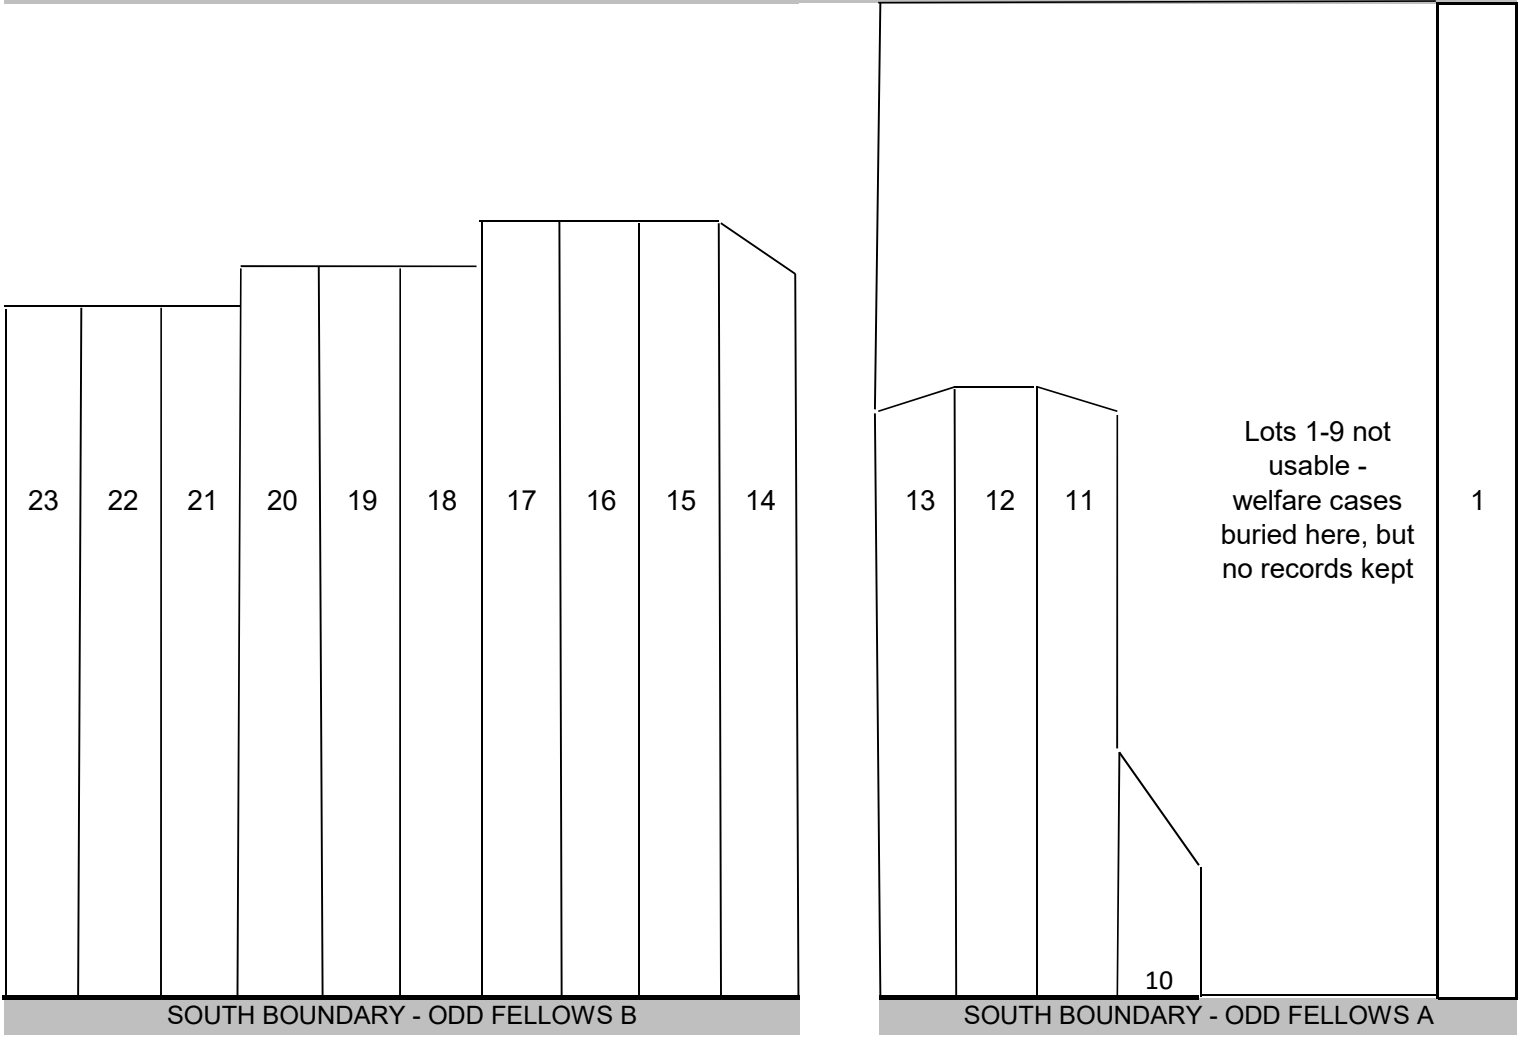 Lots 1-9 not
usable -
23 22 21 20 19 18 17 16 15 14 13 12 11 welfare cases 1
buried here, but
no records kept
10
SOUTH BOUNDARY - ODD FELLOWS B
SOUTH BOUNDARY - ODD FELLOWS A